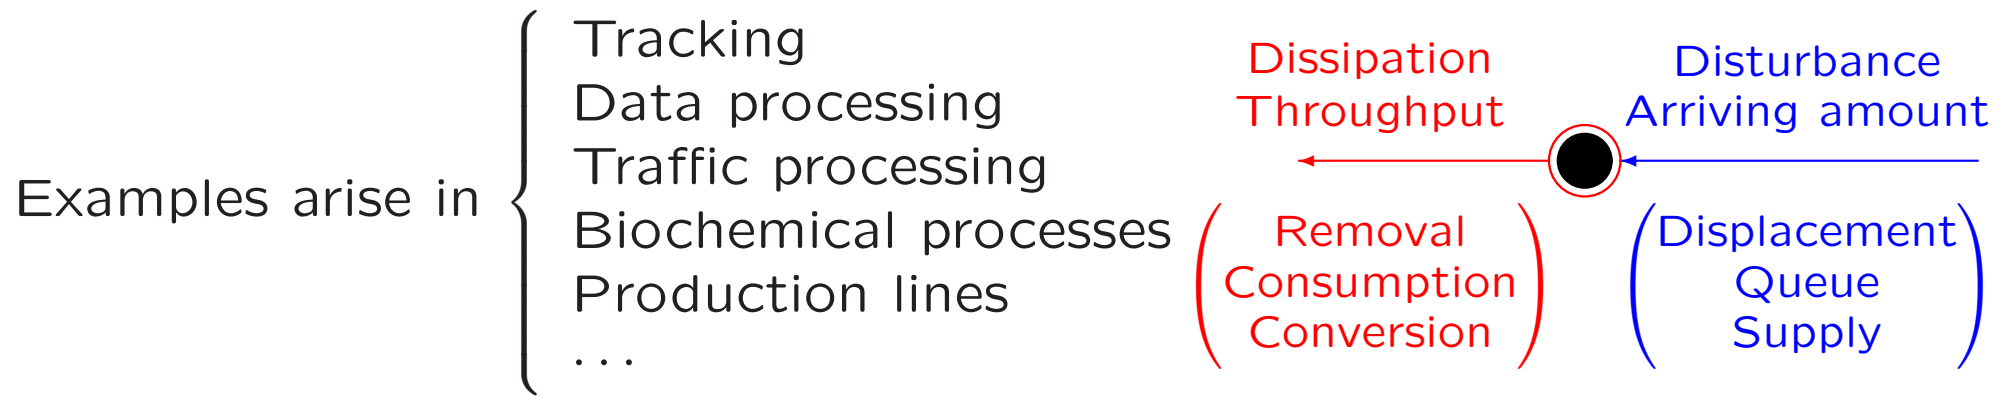 Examples arise in
Tracking
Data processing
Traffic processing
Biochemical processes
Production lines
...
Dissipation
Throughput
Removal
Consumption
Conversion
Disturbance
Arriving amount
Displacement
Queue
Supply